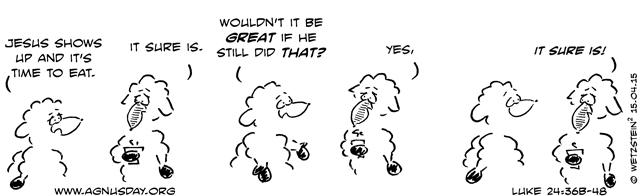 JESUS SHOWS
UP AND IT'S
TIME TO EAT.
IT SURE IS.
WOULDN'T IT BE
GREAT IF HE
STILL DID THAT?
YES,
IT SURE IS!
© WETZSTEIN² 15.04.15
WWW.AGNUSDAY.ORG
LUKE 24:36B-48